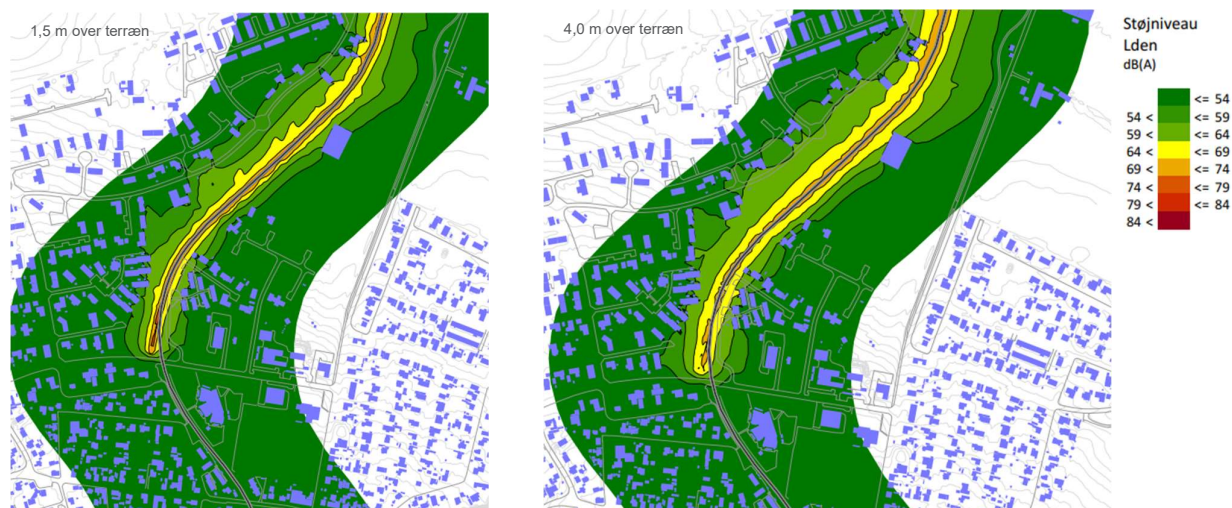 1,5 m over terræn
4,0 m over terræn
Støjniveau
Lden
dB(A)
<= 54
54 < <= 59
59 < <= 64
64 < <= 69
69 < <= 74
74 < <= 79
79 < <= 84
84 <